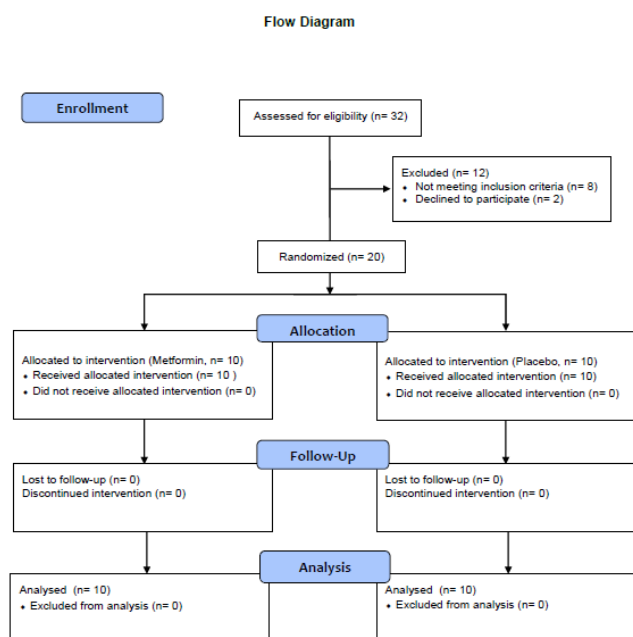 Flow Diagram
Enrollment
Assessed for eligibility (n= 32)
Excluded (n= 12)
⬥ Not meeting inclusion criteria (n= 8)
⬥ Declined to participate (n= 2)
Randomized (n= 20)
Allocation
Allocated to intervention (Metformin, n= 10)
⬥ Received allocated intervention (n= 10 )
⬥ Did not receive allocated intervention (n= 0)
Allocated to intervention (Placebo, n= 10)
⬥ Received allocated intervention (n= 10)
⬥ Did not receive allocated intervention (n= 0)
Follow-Up
Lost to follow-up (n= 0)
Discontinued intervention (n= 0)
Lost to follow-up (n= 0)
Discontinued intervention (n= 0)
Analysis
Analysed (n= 10)
⬥ Excluded from analysis (n= 0)
Analysed (n= 10)
⬥ Excluded from analysis (n= 0)